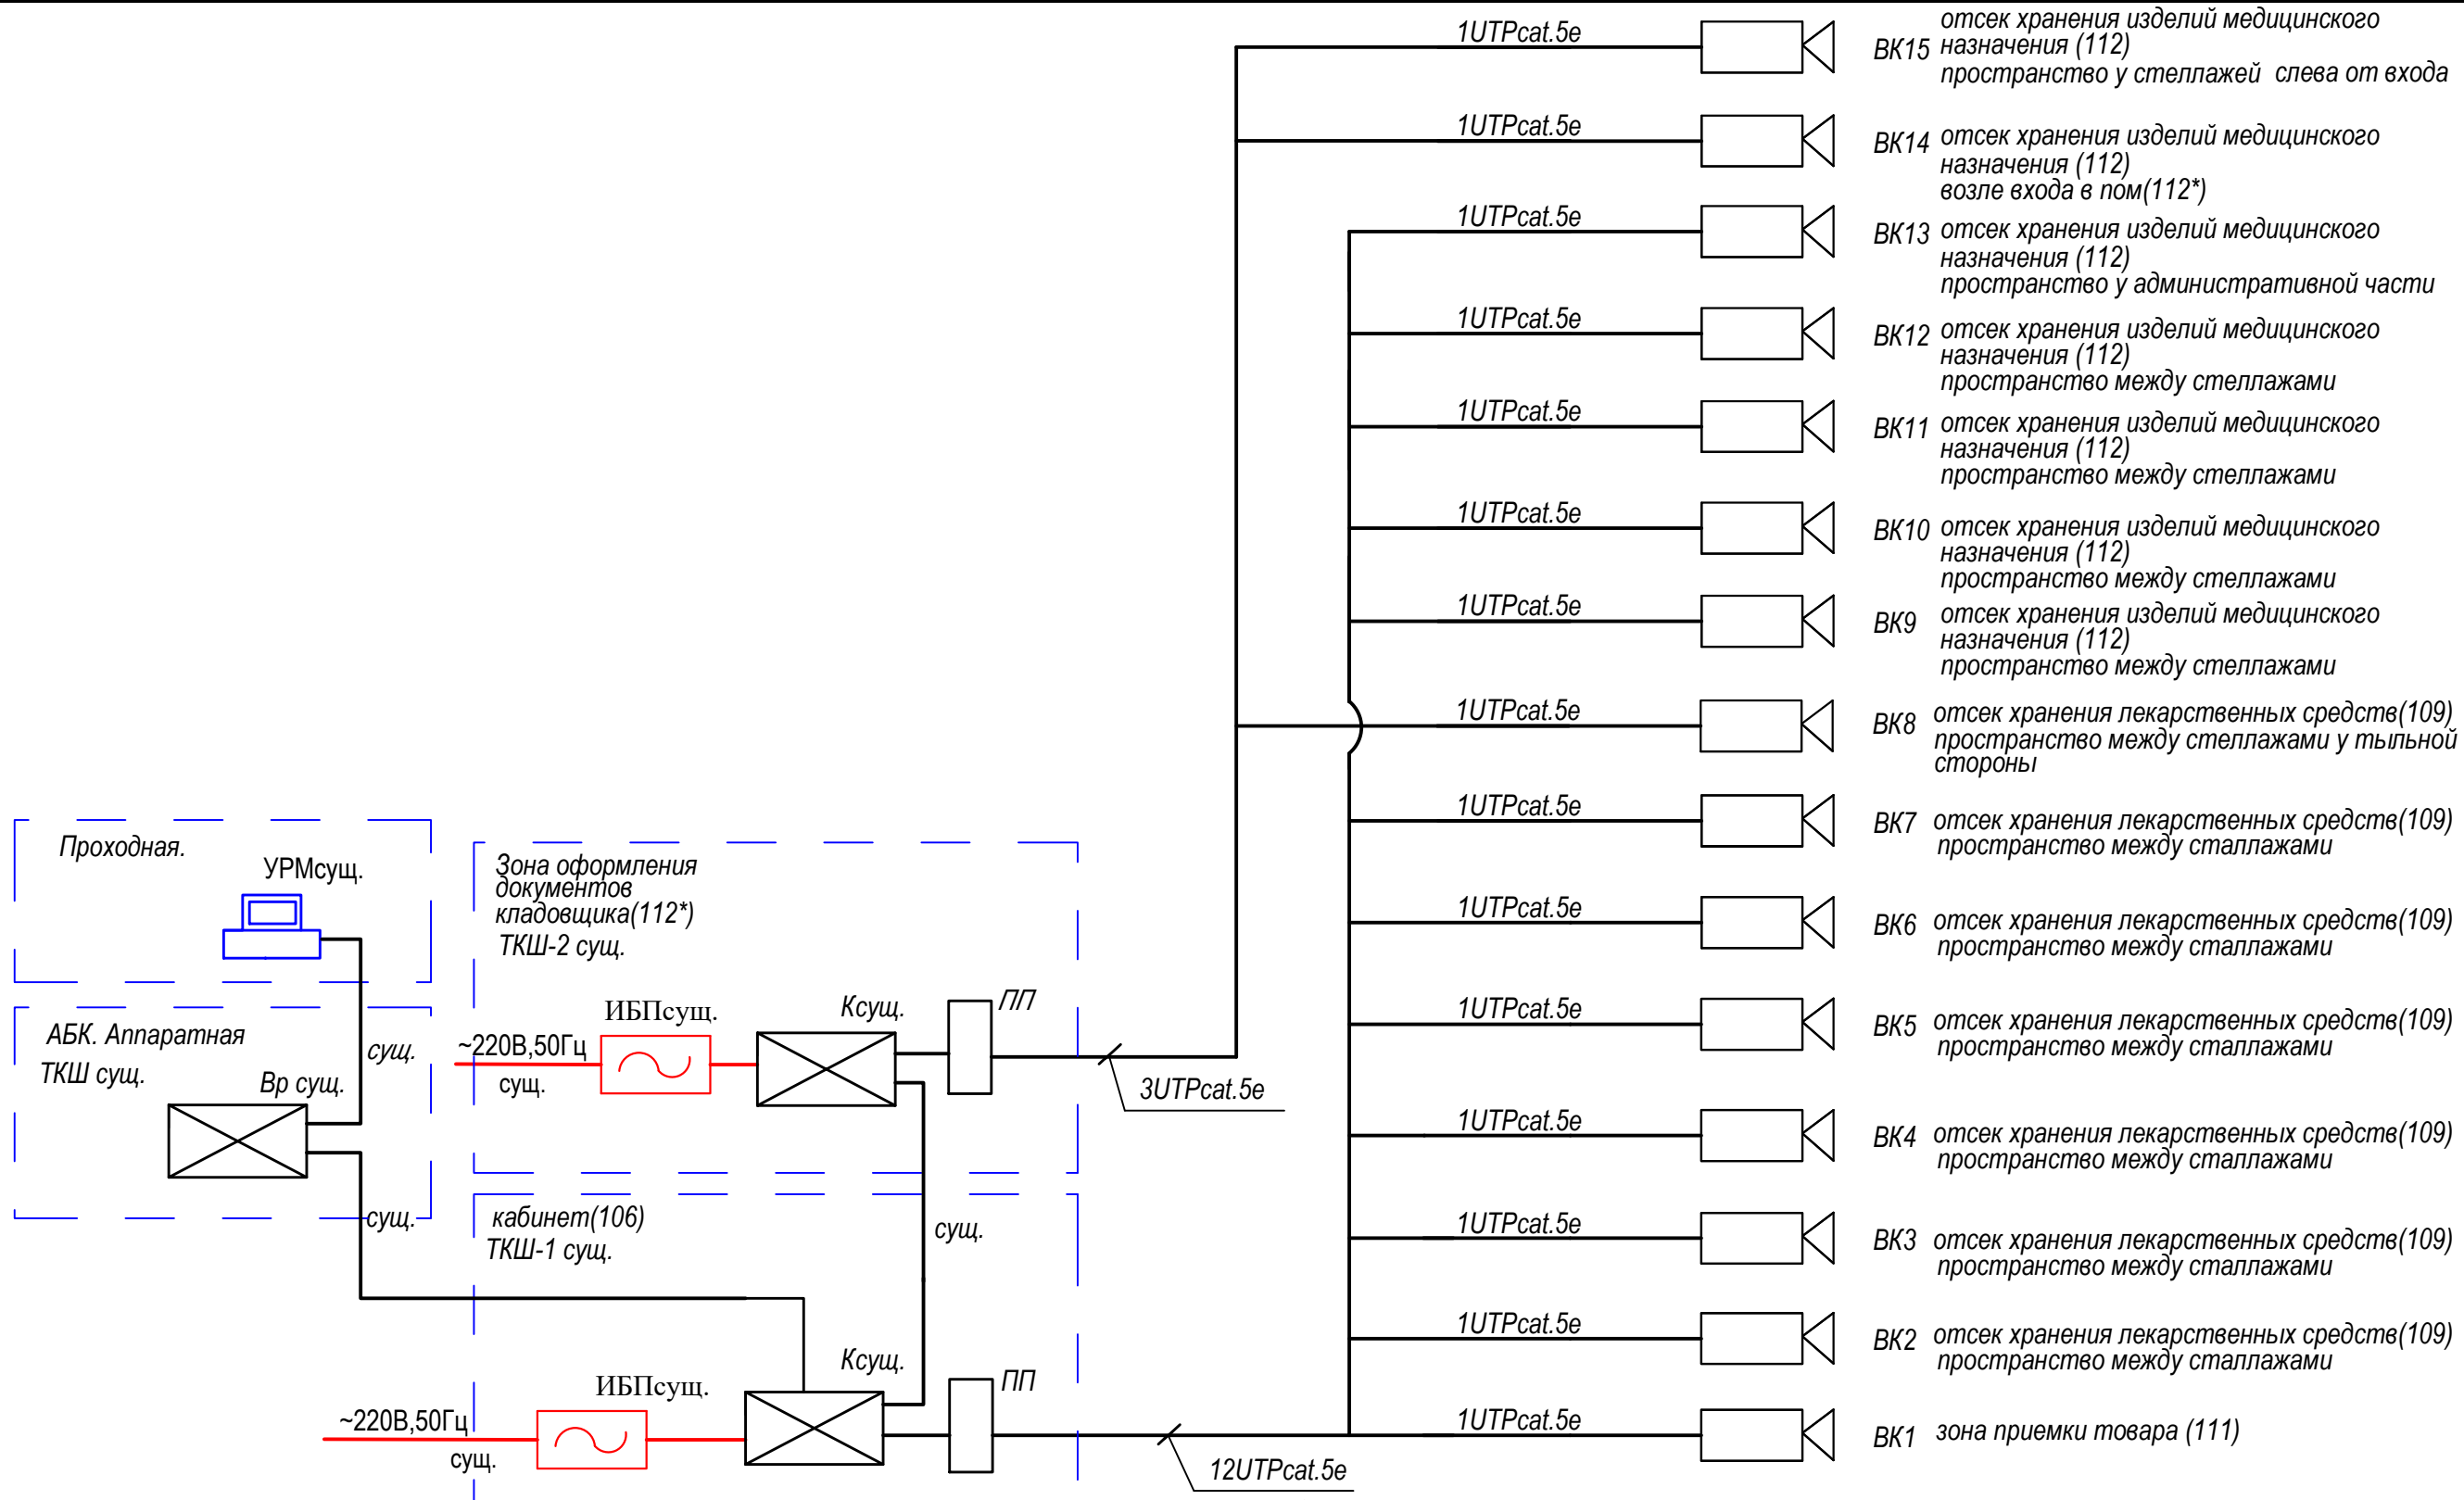 1UTPcat.5e
ВК15
отсек хранения изделий медицинского
назначения (112)
пространство у стеллажей слева от входа
1UTPcat.5e
ВК14
отсек хранения изделий медицинского
назначения (112)
возле входа в пом(112*)
1UTPcat.5e
ВК13
отсек хранения изделий медицинского
назначения (112)
пространство у административной части
1UTPcat.5e
ВК12
отсек хранения изделий медицинского
назначения (112)
пространство между стеллажами
1UTPcat.5e
ВК11
отсек хранения изделий медицинского
назначения (112)
пространство между стеллажами
1UTPcat.5e
ВК10
отсек хранения изделий медицинского
назначения (112)
пространство между стеллажами
1UTPcat.5e
ВК9
отсек хранения изделий медицинского
назначения (112)
пространство между стеллажами
1UTPcat.5e
ВК8
отсек хранения лекарственных средств(109)
пространство между стеллажами у тыльной
стороны
1UTPcat.5e
ВК7
отсек хранения лекарственных средств(109)
пространство между сталлажами
1UTPcat.5e
ВК6
отсек хранения лекарственных средств(109)
пространство между сталлажами
1UTPcat.5e
ВК5
отсек хранения лекарственных средств(109)
пространство между сталлажами
1UTPcat.5e
ВК4
отсек хранения лекарственных средств(109)
пространство между сталлажами
1UTPcat.5e
ВК3
отсек хранения лекарственных средств(109)
пространство между сталлажами
1UTPcat.5e
ВК2
отсек хранения лекарственных средств(109)
пространство между сталлажами
1UTPcat.5e
ВК1
зона приемки товара (111)
Проходная.
УРМсущ.
АБК. Аппаратная
ТКШ сущ.
Вр сущ.
сущ.
сущ.
Зона оформления
документов
кладовщика(112*)
ТКШ-2 сущ.
ИБПсущ.
Ксущ.
ПП
~220В,50Гц
сущ.
3UTPcat.5e
сущ.
кабинет(106)
ТКШ-1 сущ.
ИБПсущ.
Ксущ.
ПП
~220В,50Гц
сущ.
12UTPcat.5e